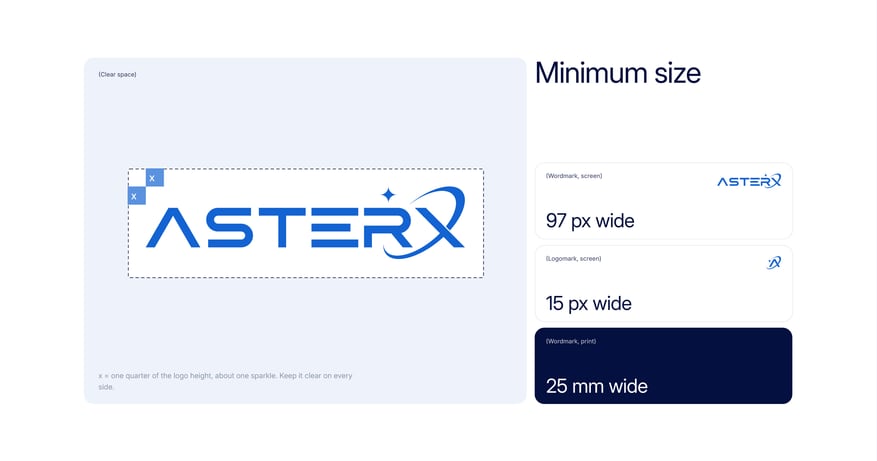 (Clear space)
x
x
ASTERX
x = one quarter of the logo height, about one sparkle. Keep it clear on every
side.
Minimum size
(Wordmark, screen)
ASTERX
97 px wide
(Logomark, screen)
15 px wide
(Wordmark, print)
25 mm wide